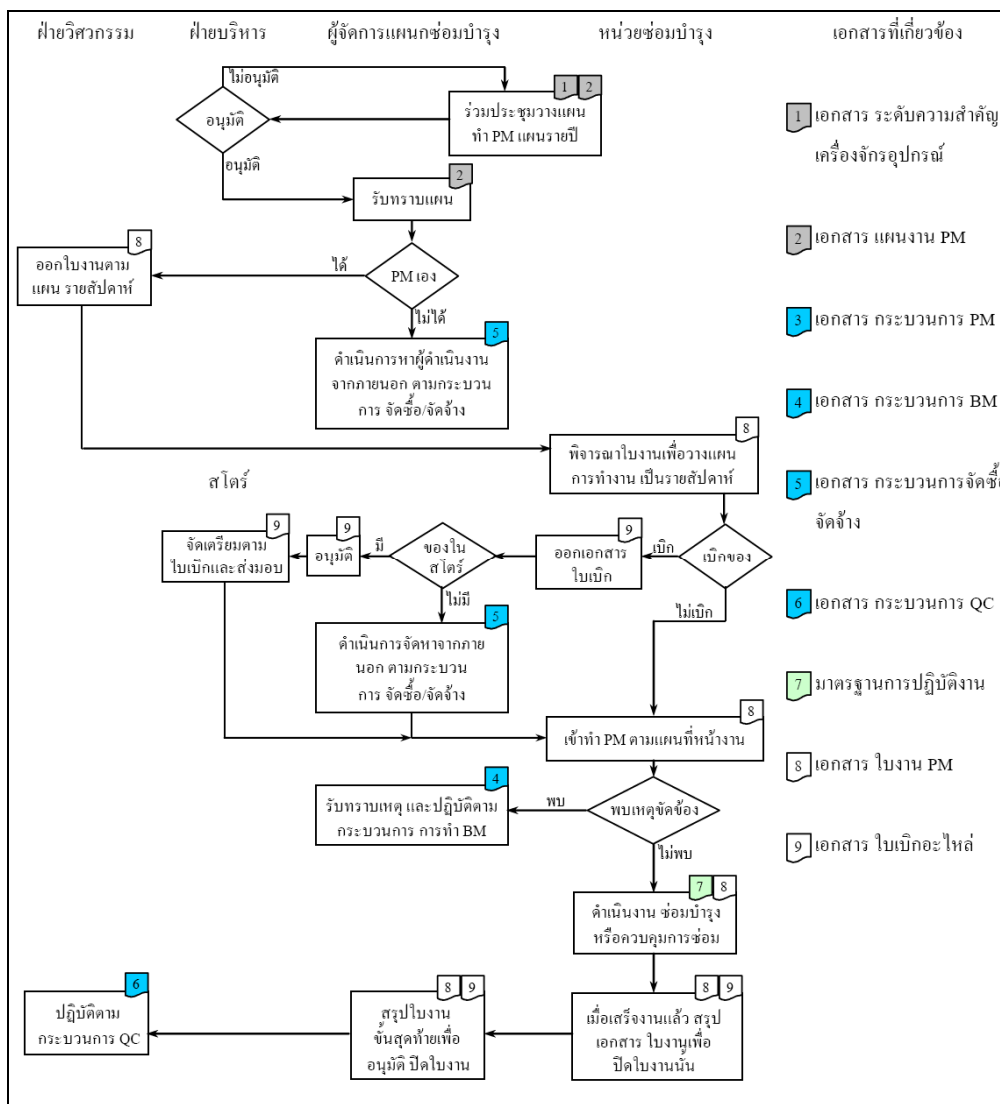 ฝ่ายวิศวกรรม
ฝ่ายบริหาร
ผู้จัดการแผนกซ่อมบำรุง
หน่วยซ่อมบำรุง
เอกสารที่เกี่ยวข้อง
ไม่อนุมัติ
1 2
อนุมัติ
ร่วมประชุมวางแผน
ทำ PM แผนรายปี
อนุมัติ
2
รับทราบแผน
8
ออกใบงานตาม
แผน รายสัปดาห์
ได้
PM เอง
ไม่ได้
5
ดำเนินการหาผู้ดำเนินงาน
จากภายนอก ตามกระบวน
การ จัดซื้อ/จัดจ้าง
8
พิจารณาใบงานเพื่อวางแผน
การทำงาน เป็นรายสัปดาห์
สโตร์
9
จัดเตรียมตาม
ใบเบิกและส่งมอบ
9
อนุมัติ
มี
ของใน
สโตร์
9
ออกเอกสาร
ใบเบิก
เบิก
เบิกของ
ไม่มี
ไม่เบิก
5
ดำเนินการจัดหาจากภาย
นอก ตามกระบวน
การ จัดซื้อ/จัดจ้าง
8
เข้าทำ PM ตามแผนที่หน้างาน
4
รับทราบเหตุ และปฏิบัติตาม
กระบวนการ การทำ BM
พบ
พบเหตุขัดข้อง
ไม่พบ
7 8
ดำเนินงาน ซ่อมบำรุง
หรือควบคุมการซ่อม
6
ปฏิบัติตาม
กระบวนการ QC
8 9
สรุปใบงาน
ขั้นสุดท้ายเพื่อ
อนุมัติ ปิดใบงาน
8 9
เมื่อเสร็จงานแล้ว สรุป
เอกสาร ใบงานเพื่อ
ปิดใบงานนั้น
1 เอกสาร ระดับความสำคัญ
เครื่องจักรอุปกรณ์
2 เอกสาร แผนงาน PM
3 เอกสาร กระบวนการ PM
4 เอกสาร กระบวนการ BM
5 เอกสาร กระบวนการจัดซื้อ
จัดจ้าง
6 เอกสาร กระบวนการ QC
7 มาตรฐานการปฏิบัติงาน
8 เอกสาร ใบงาน PM
9 เอกสาร ใบเบิกอะไหล่